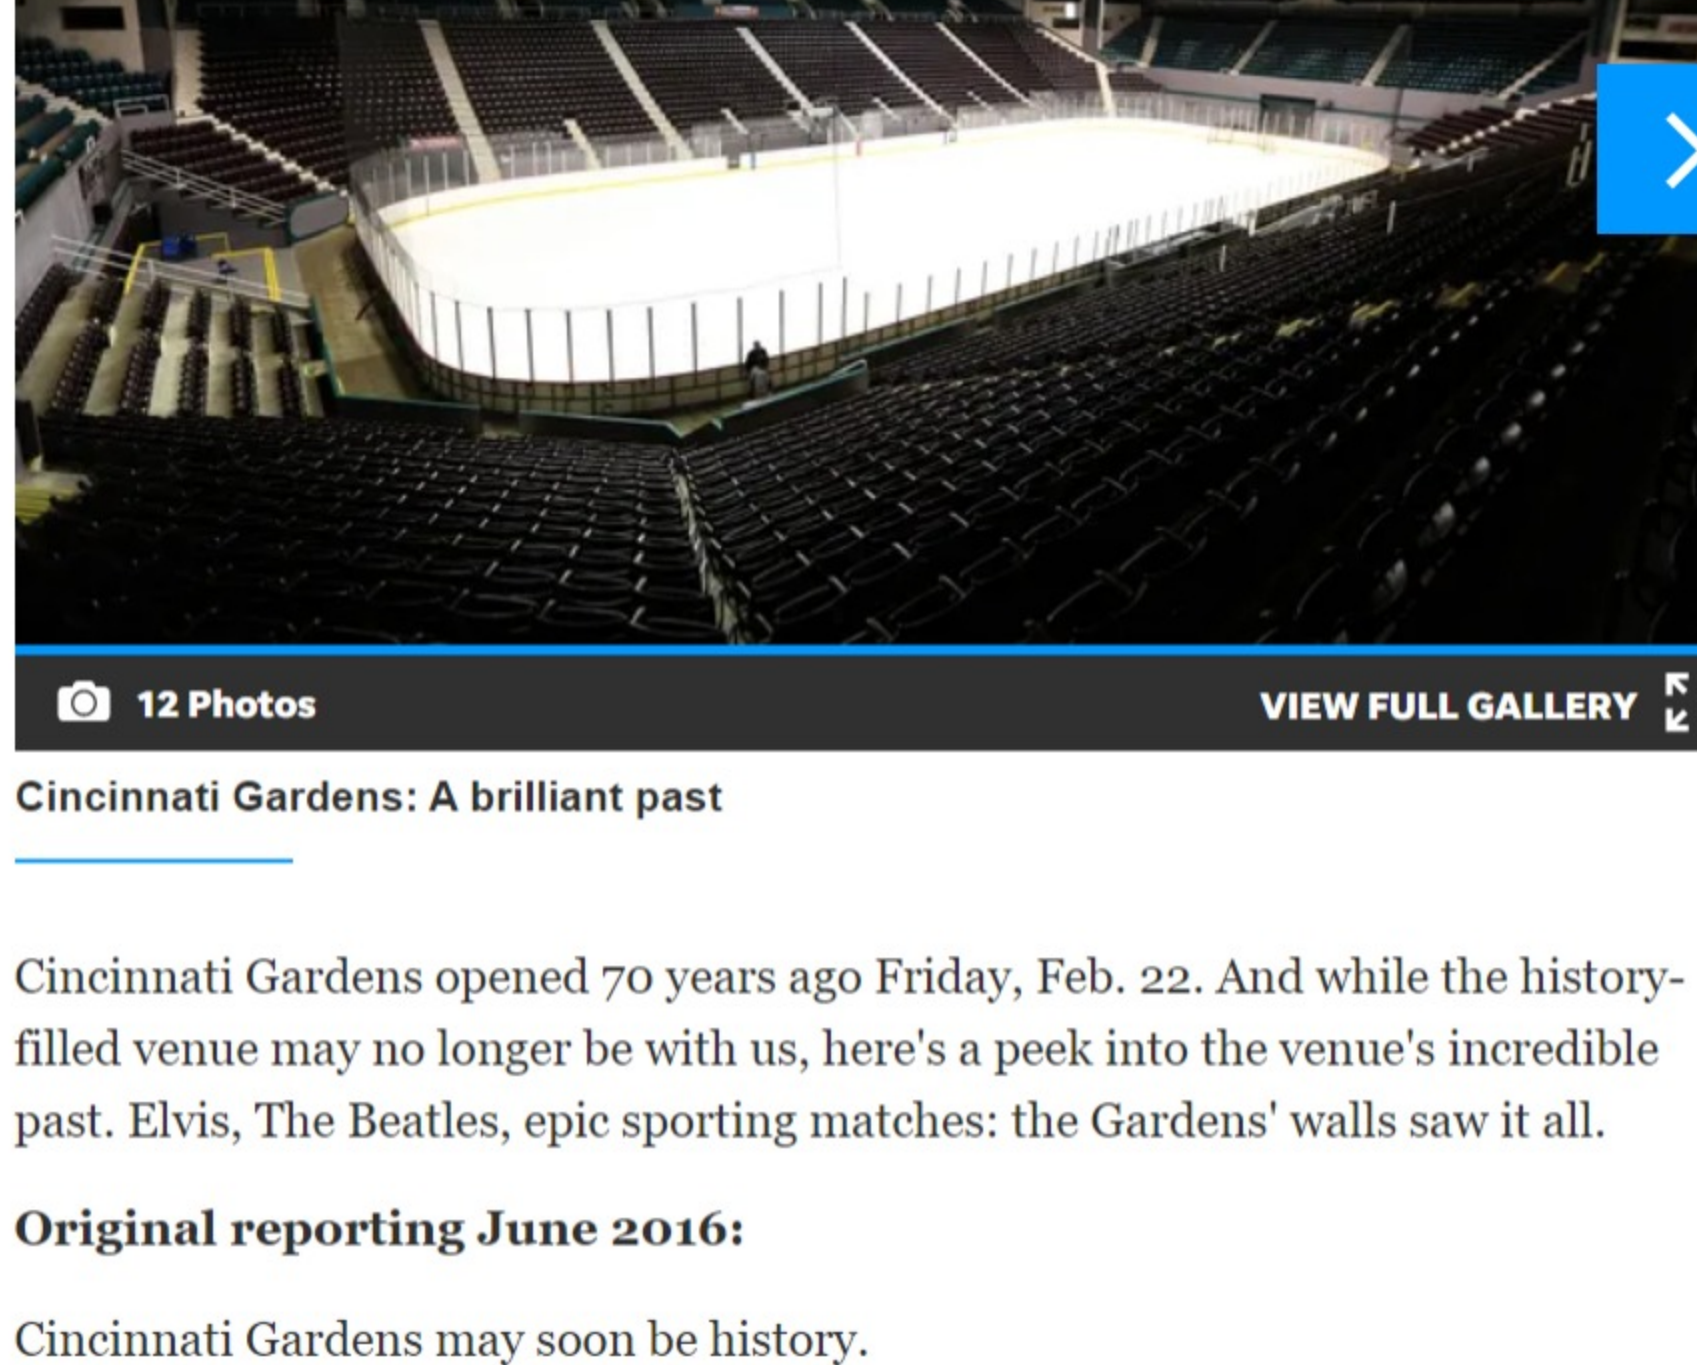 12 Photos
VIEW FULL GALLERY
Cincinnati Gardens: A brilliant past
Cincinnati Gardens opened 70 years ago Friday, Feb. 22. And while the history-
filled venue may no longer be with us, here's a peek into the venue's incredible
past. Elvis, The Beatles, epic sporting matches: the Gardens' walls saw it all.
Original reporting June 2016:
Cincinnati Gardens may soon be history.